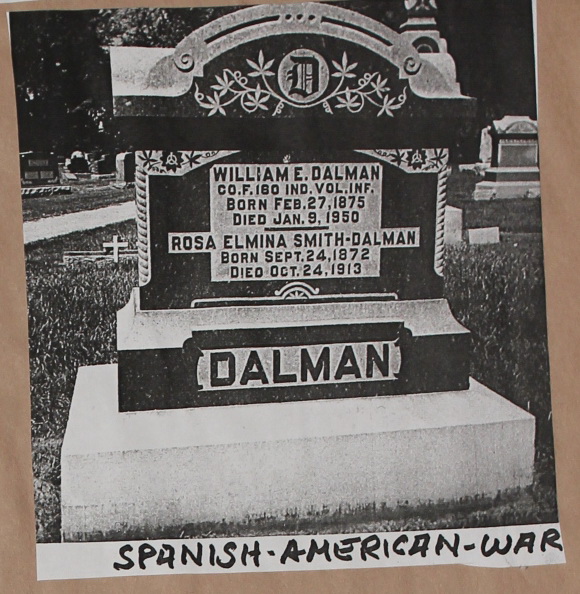 D
WILLIAM E. DALMAN
CO. F. 160 IND. VOL. INF.
BORN FEB. 27, 1875
DIED JAN. 9, 1950
ROSA ELMINA SMITH-DALMAN
BORN SEPT. 24, 1872
DIED OCT. 24, 1913
DALMAN
SPANISH-AMERICAN-WAR